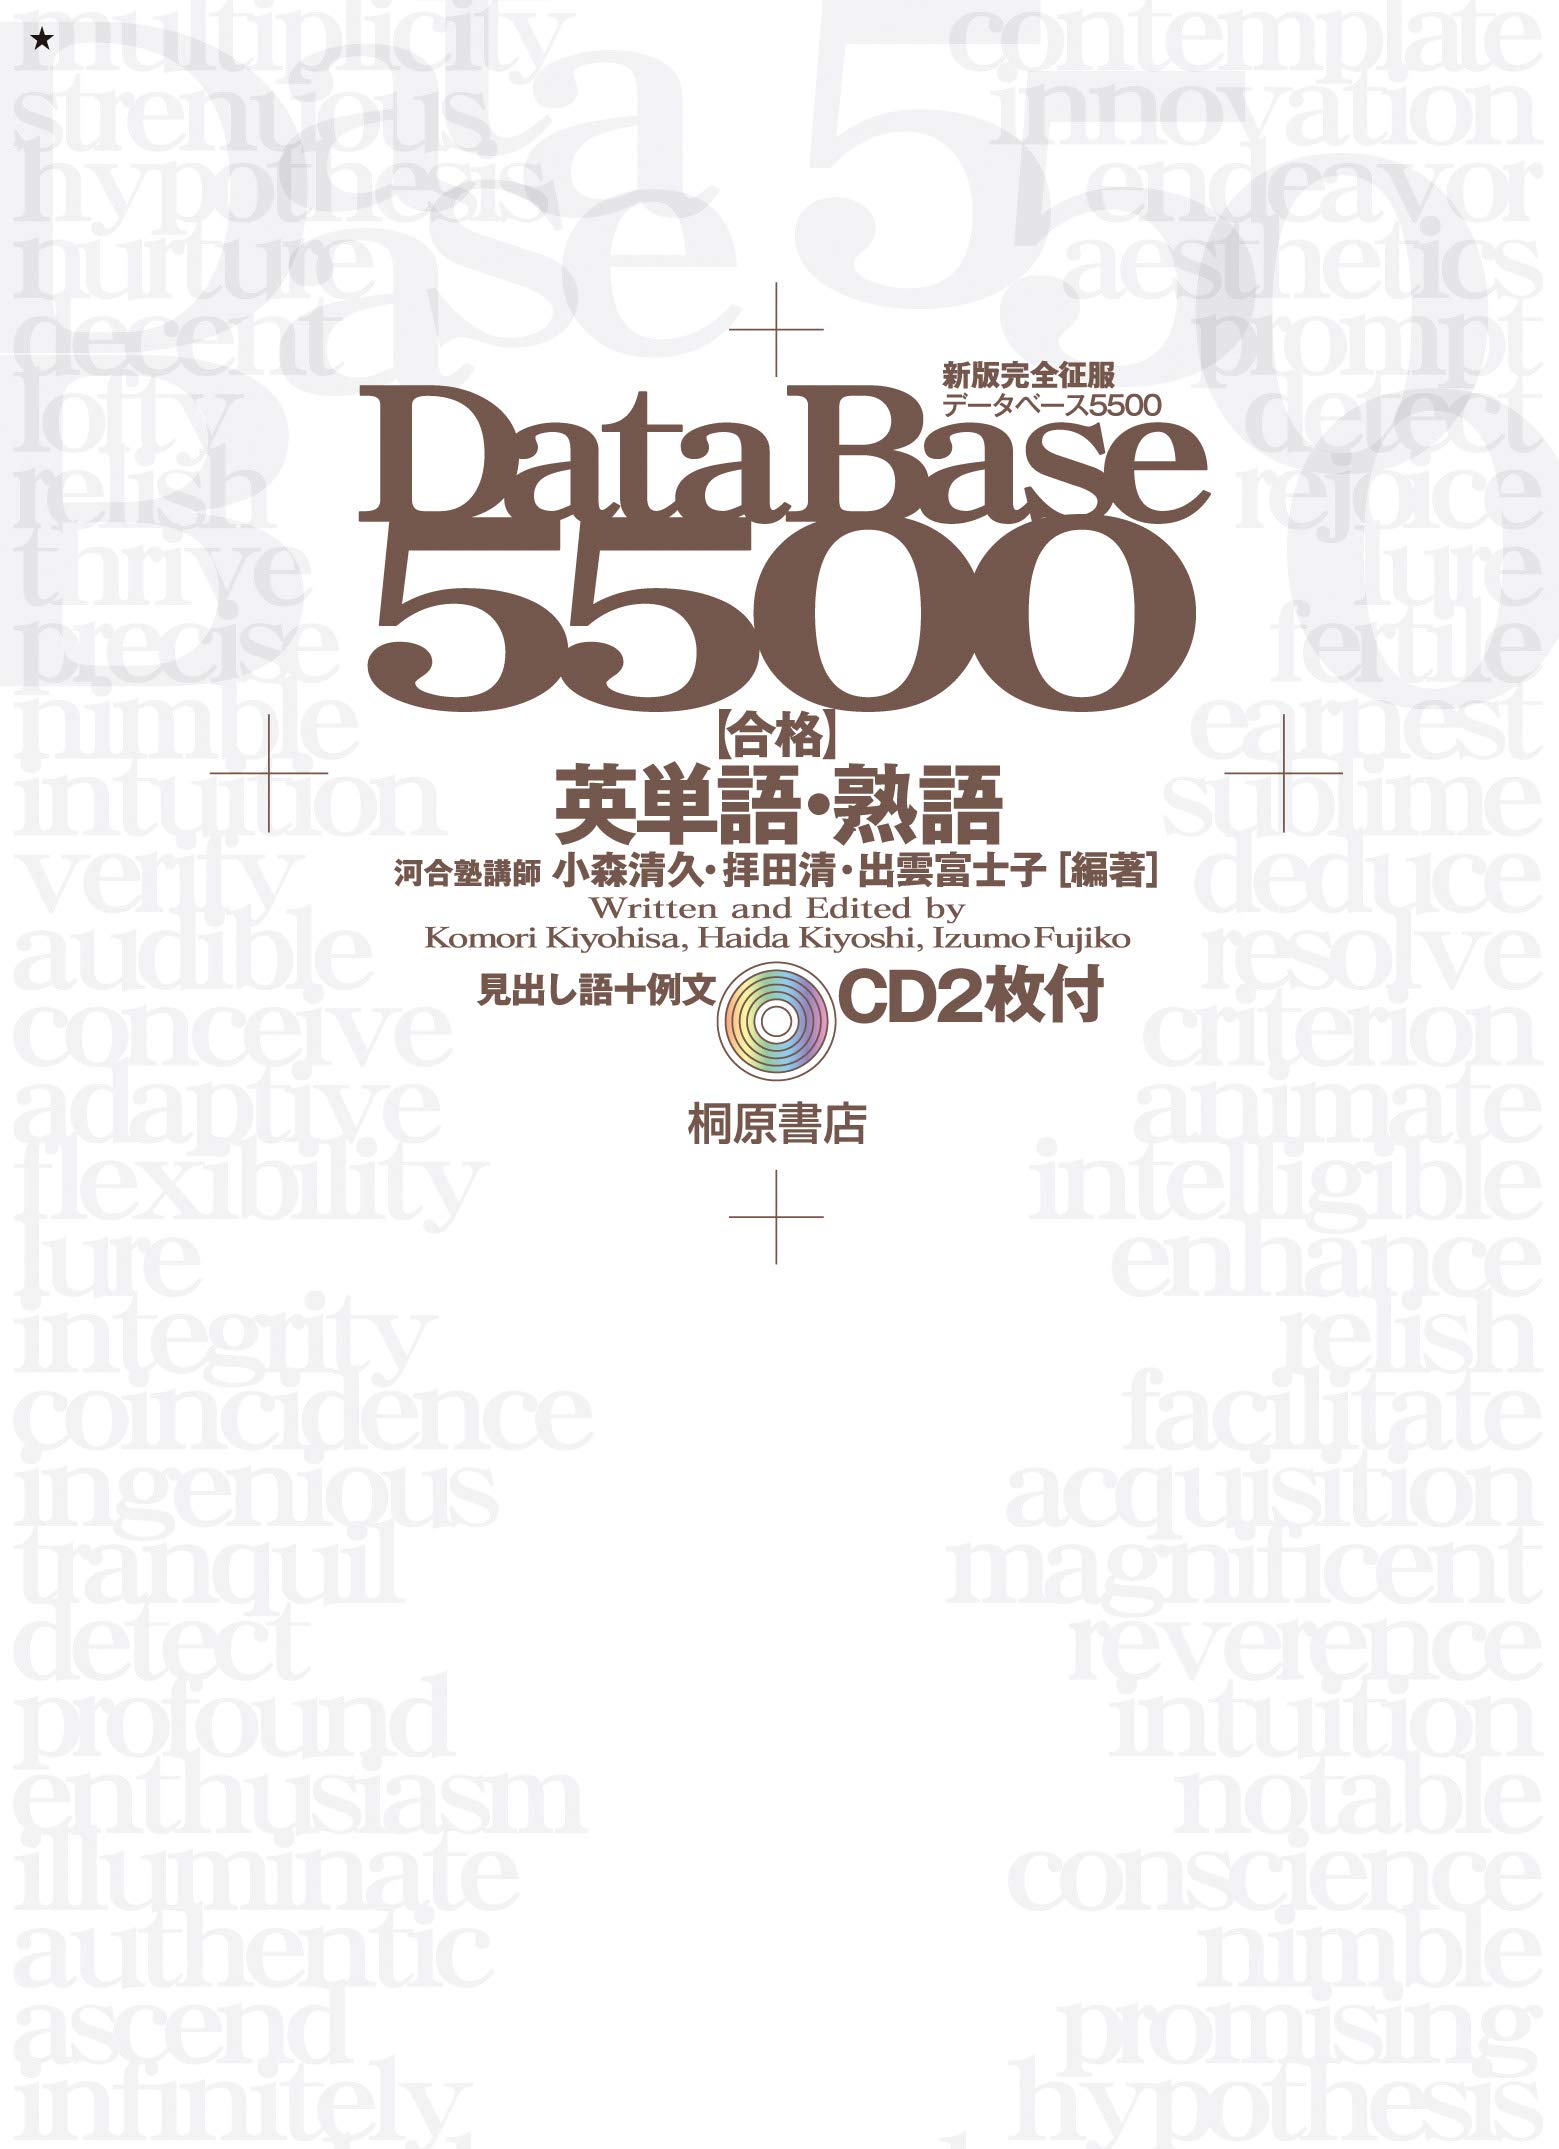 ★
multiplicity
strenuous
hypothesis
nurture
decent
lofty
relish
thrive
precise
nimble
intuition
verify
audible
conceive
adaptive
flexibility
lure
integrity
coincidence
ingenious
tranquil
detect
profound
enthusiasm
illuminate
authentic
ascend
infinitely
Data
Base
5500
contemplate
innovation
endeavor
aesthetics
prompt
detect
rejoice
lure
fertile
earnest
sublime
deduce
resolve
criterion
animate
intelligible
enhance
relish
facilitate
acquisition
magnificent
reverence
intuition
notable
conscience
nimble
promising
hypothesis
新版完全征服
データベース5500
DataBase
5500
【合格】
英単語・熟語
河合塾講師 小森清久・拝田清・出雲富士子［編著］
Written and Edited by
Komori Kiyohisa, Haida Kiyoshi, Izumo Fujiko
見出し語＋例文 CD2枚付
桐原書店